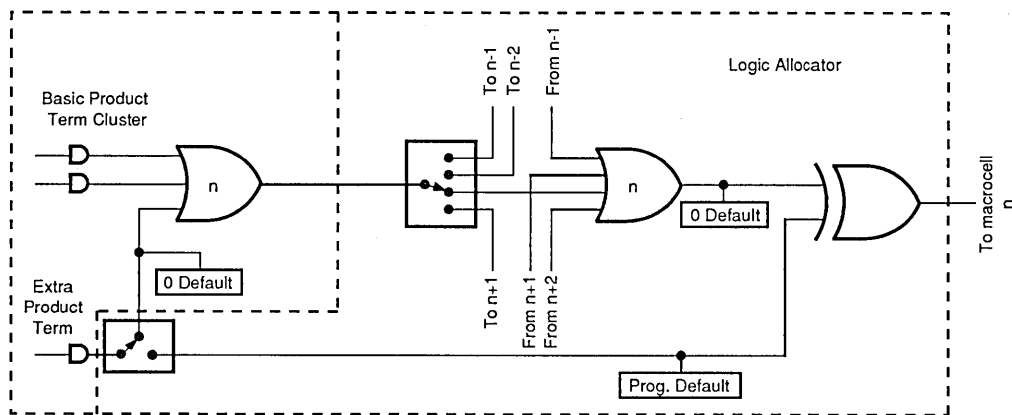 Basic Product
Term Cluster
n
0 Default
Extra
Product
Term
To n-1
To n-2
From n-1
Logic Allocator
To n+1
From n+1
From n+2
n
0 Default
Prog. Default
To macrocell
n